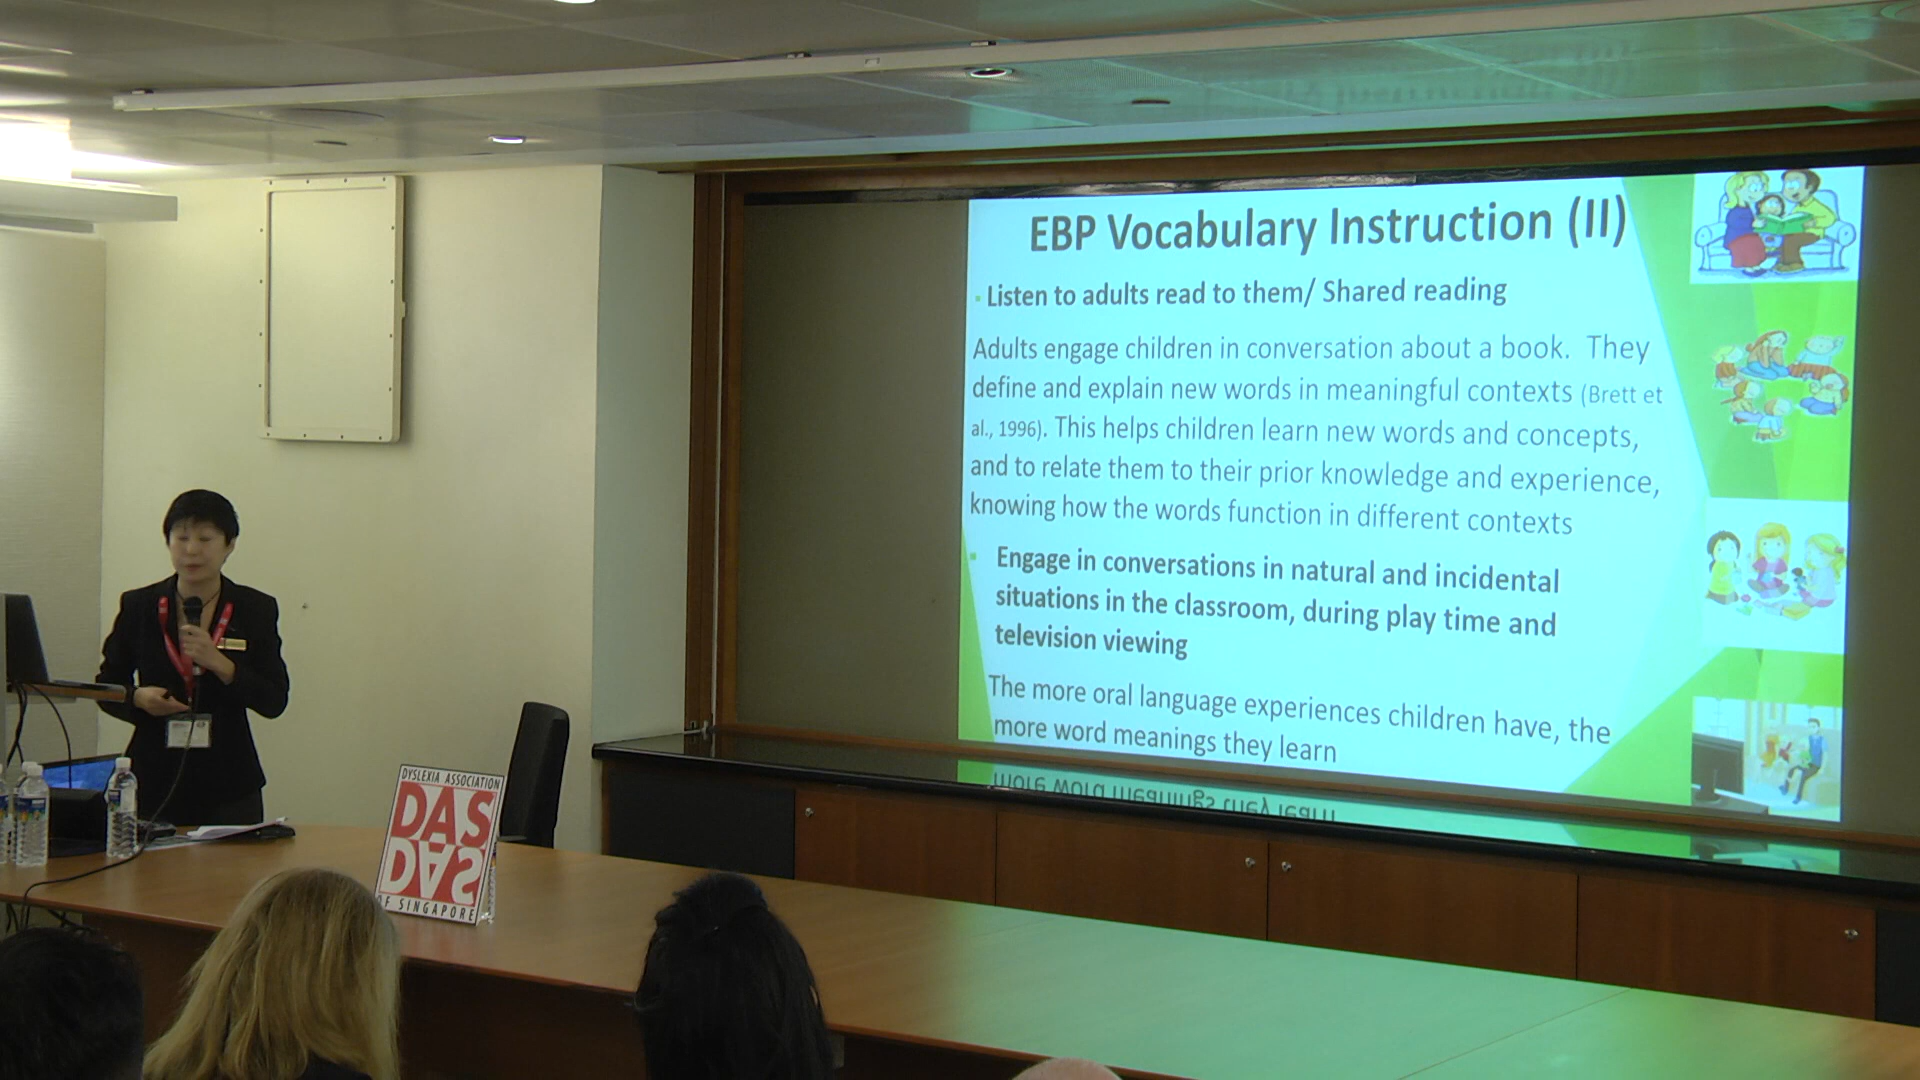 EBP Vocabulary Instruction (II)
Listen to adults read to them/ Shared reading
Adults engage children in conversation about a book. They
define and explain new words in meaningful contexts (Brett et
al., 1996). This helps children learn new words and concepts,
and to relate them to their prior knowledge and experience,
knowing how the words function in different contexts
Engage in conversations in natural and incidental
situations in the classroom, during play time and
television viewing
The more oral language experiences children have, the
more word meanings they learn
DYSLEXIA ASSOCIATION
DAS
DAS
OF SINGAPORE